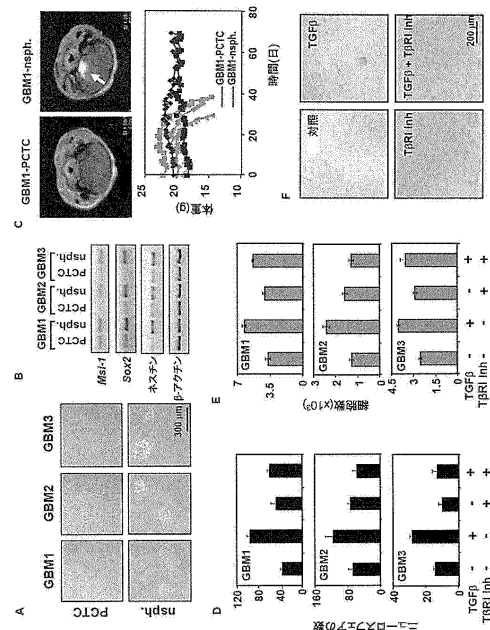 A
GBM1 GBM2 GBM3
PCTC
nsph.
300 μm
B
GBM1 GBM2 GBM3
PCTC nsph. PCTC nsph. PCTC nsph.
Msi-1
Sox2
ネスチン
β-アクチン
C
GBM1-PCTC GBM1-nsph.
体重(g)
25
20
15
10
0 20 40 60 80
時間(日)
GBM1-PCTC
GBM1-nsph.
D
ニューロスフェアの数
GBM1
120
80
40
0
GBM2
120
80
40
0
GBM3
30
20
10
0
TGFβ - + - +
TβRI Inh - - + +
E
細胞数(x10³)
GBM1
7
3.5
0
GBM2
3
2
1
0
GBM3
4.5
3
1.5
0
TGFβ - + - +
TβRI Inh - - + +
F
対照 TGFβ
TβRI Inh TGFβ + TβRI Inh
200 μm